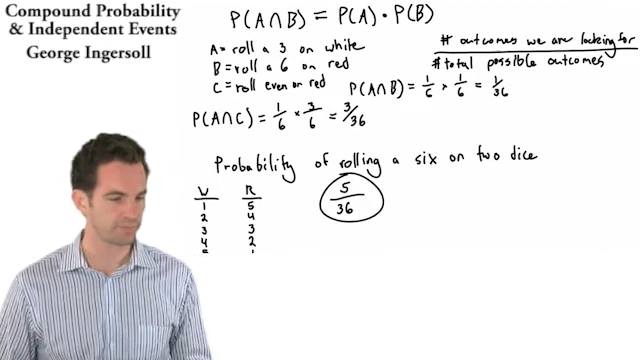 Compound Probability
& Independent Events
George Ingersoll
P(A∩B) = P(A) · P(B)
A = roll a 3 on white
B = roll a 6 on red
C = roll even on red
# outcomes we are looking for
# total possible outcomes
P(A∩B) = 1/6 × 1/6 = 1/36
P(A∩C) = 1/6 × 3/6 = 3/36
Probability of rolling a six on two dice
W R
1 5
2 4
3 3
4 2
5/36